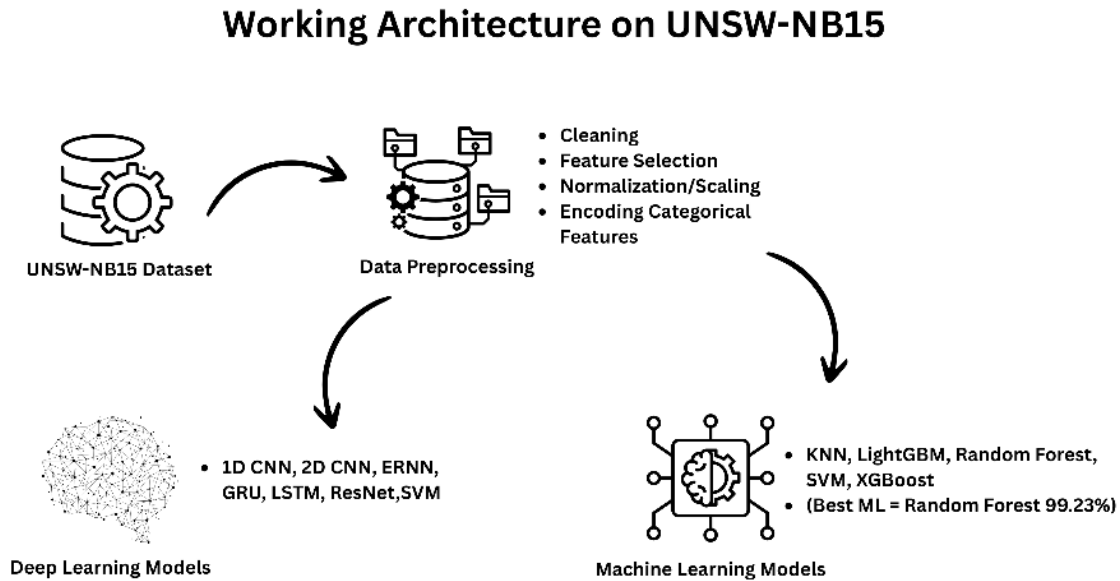 Working Architecture on UNSW-NB15
UNSW-NB15 Dataset
Data Preprocessing
• Cleaning
• Feature Selection
• Normalization/Scaling
• Encoding Categorical
Features
Deep Learning Models
• 1D CNN, 2D CNN, ERNN,
GRU, LSTM, ResNet,SVM
Machine Learning Models
• KNN, LightGBM, Random Forest,
SVM, XGBoost
• (Best ML = Random Forest 99.23%)